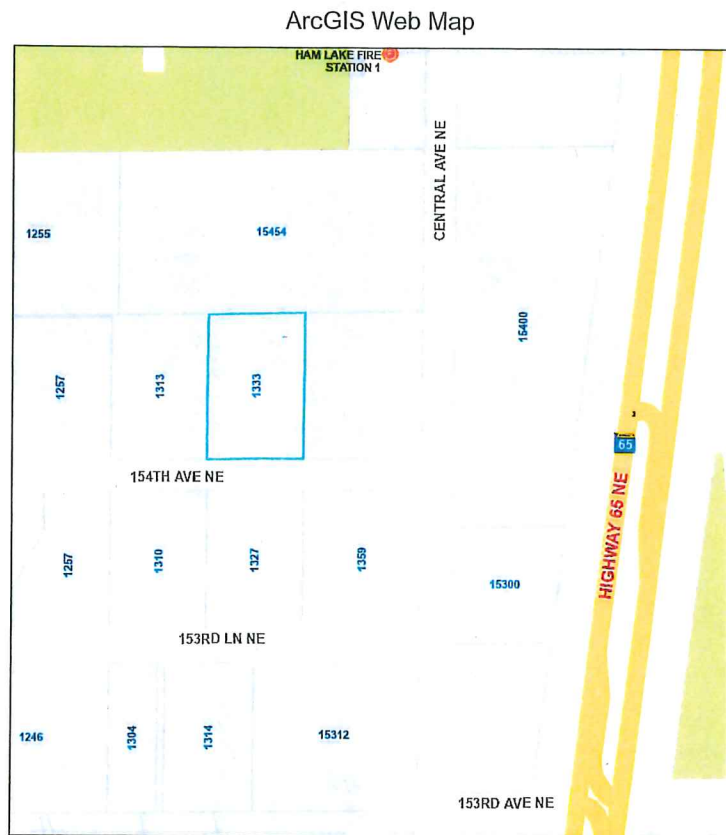 ArcGIS Web Map
HAM LAKE FIRE
STATION 1
CENTRAL AVE NE
1255
15454
15400
1257
1313
1333
65
154TH AVE NE
HIGHWAY 65 NE
1257
1310
1327
1359
15300
153RD LN NE
1246
1304
1314
15312
153RD AVE NE